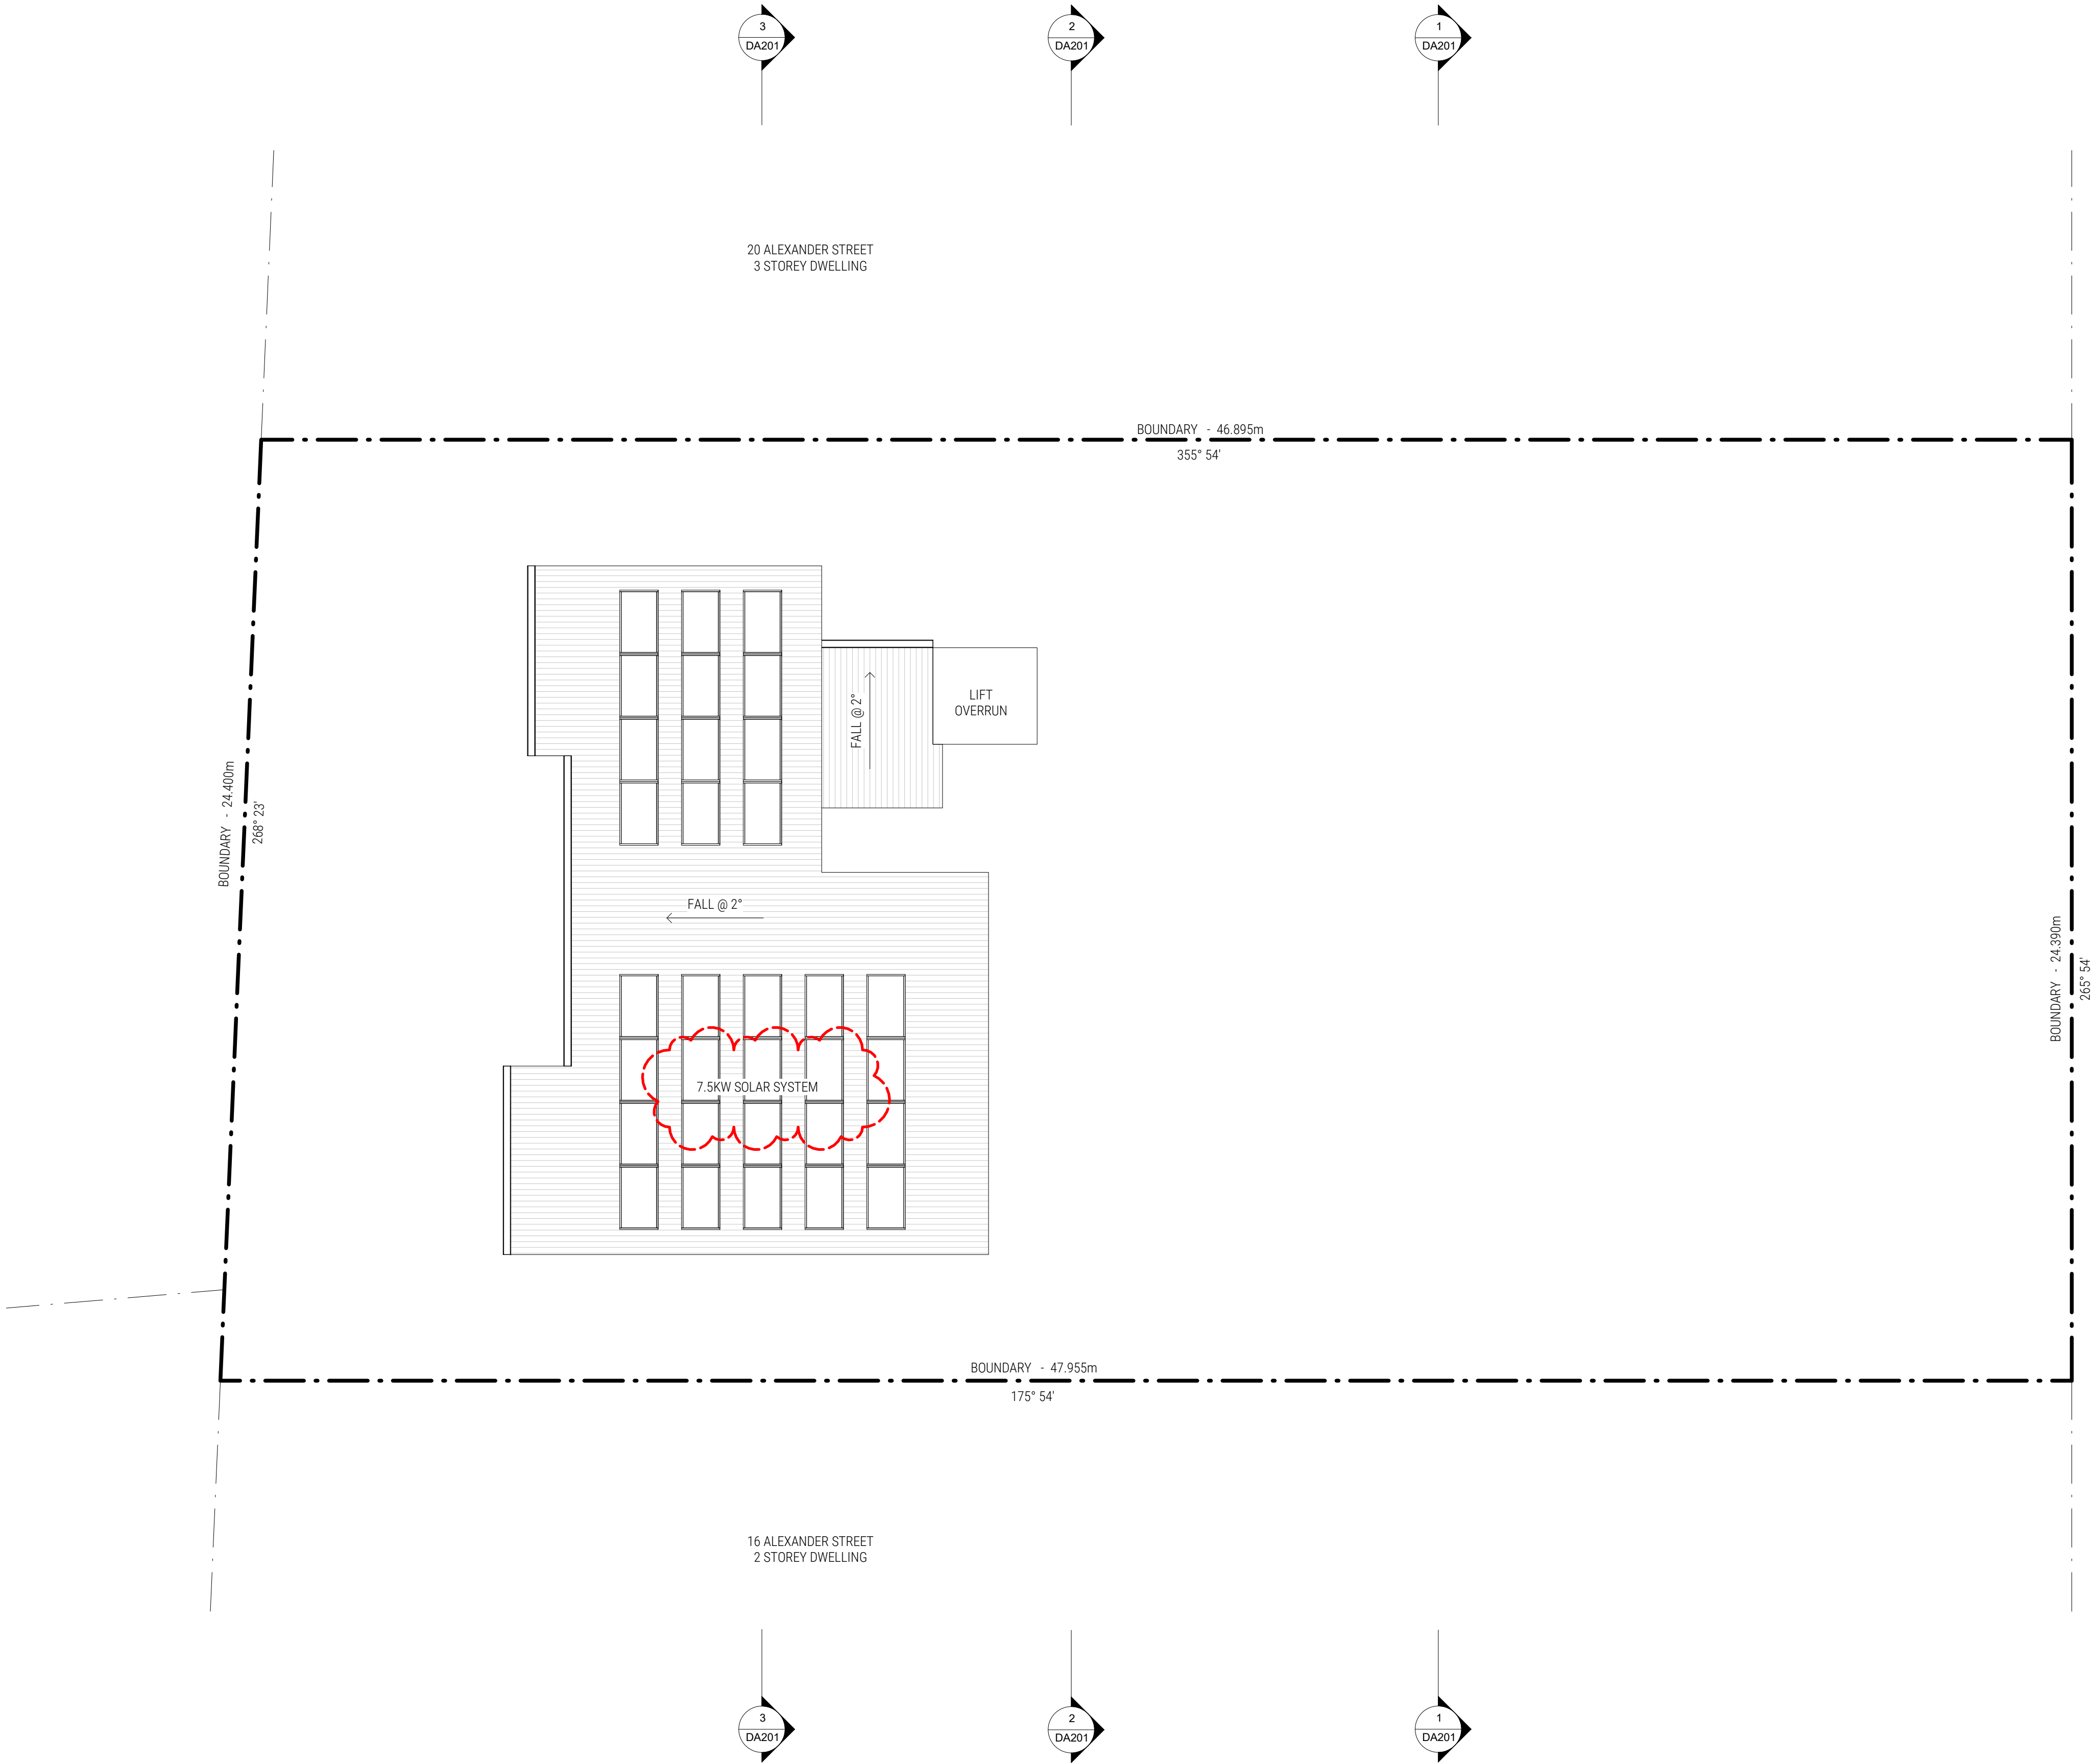 3
DA201
2
DA201
1
DA201
20 ALEXANDER STREET
3 STOREY DWELLING
BOUNDARY - 46.895m
355° 54'
LIFT
OVERRUN
FALL @ 2°
BOUNDARY - 24.400m
268° 23'
FALL @ 2°
BOUNDARY - 24.390m
265° 54'
7.5KW SOLAR SYSTEM
BOUNDARY - 47.955m
175° 54'
16 ALEXANDER STREET
2 STOREY DWELLING
3
DA201
2
DA201
1
DA201